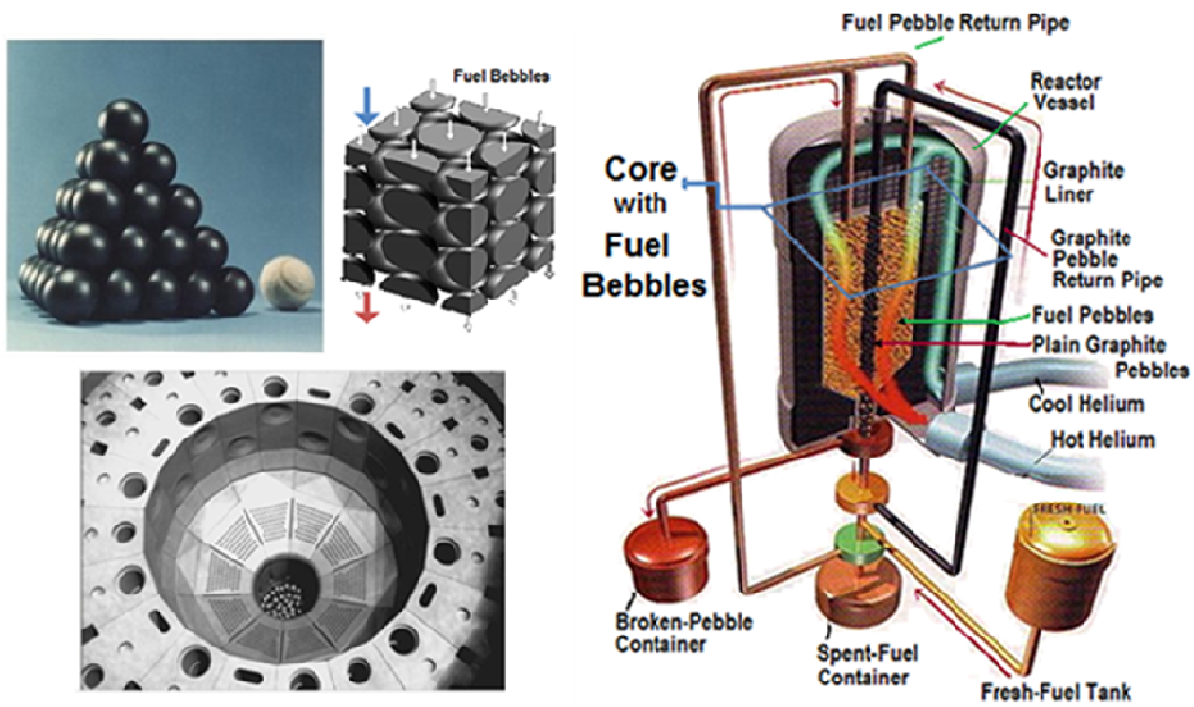 Fuel Bebbles
Fuel Pebble Return Pipe
Reactor
Vessel
Core
with
Fuel
Bebbles
Graphite
Liner
Graphite
Pebble
Return Pipe
Fuel Pebbles
Plain Graphite
Pebbles
Cool Helium
Hot Helium
FRESH FUEL
Broken-Pebble
Container
Spent-Fuel
Container
Fresh-Fuel Tank